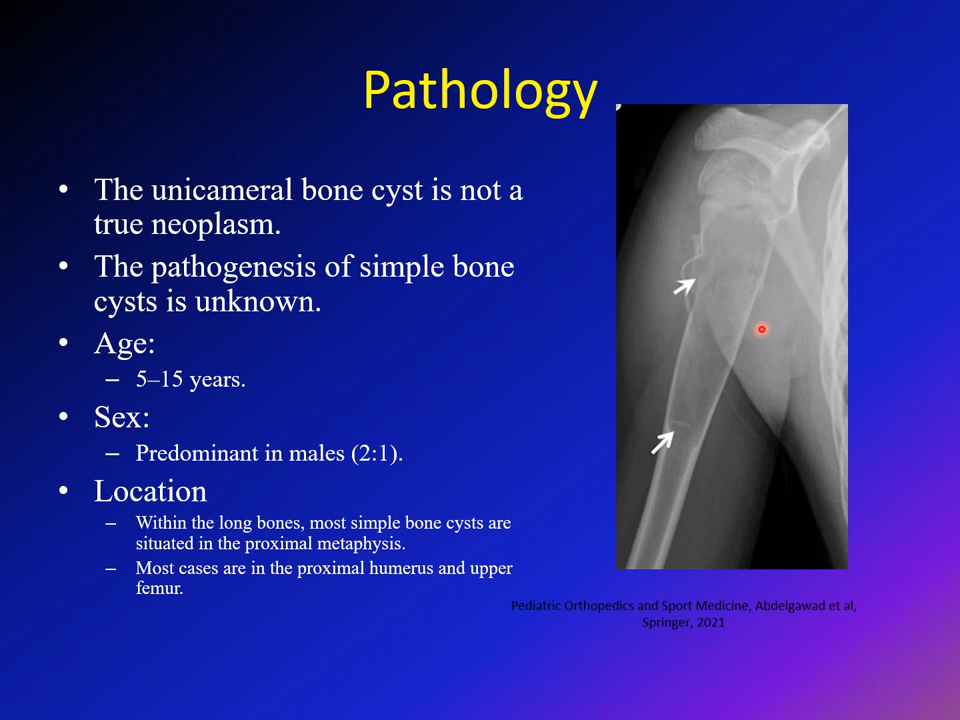 Pathology
• The unicameral bone cyst is not a
true neoplasm.
• The pathogenesis of simple bone
cysts is unknown.
• Age:
– 5–15 years.
• Sex:
– Predominant in males (2:1).
• Location
– Within the long bones, most simple bone cysts are
situated in the proximal metaphysis.
– Most cases are in the proximal humerus and upper
femur.
Pediatric Orthopedics and Sport Medicine, Abdelgawad et al,
Springer, 2021